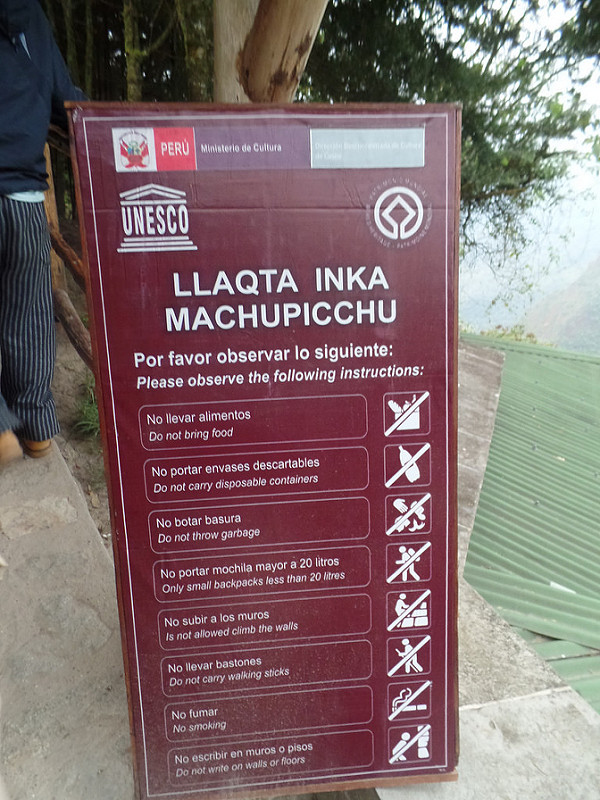 PERÚ
Ministerio de Cultura
UNESCO
LLAQTA INKA
MACHUPICCHU
Por favor observar lo siguiente:
Please observe the following instructions:
No llevar alimentos
Do not bring food
No portar envases descartables
Do not carry disposable containers
No botar basura
Do not throw garbage
No portar mochila mayor a 20 litros
Only small backpacks less than 20 litres
No subir a los muros
Is not allowed climb the walls
No llevar bastones
Do not carry walking sticks
No fumar
No smoking
No escribir en muros o pisos
Do not write on walls or floors